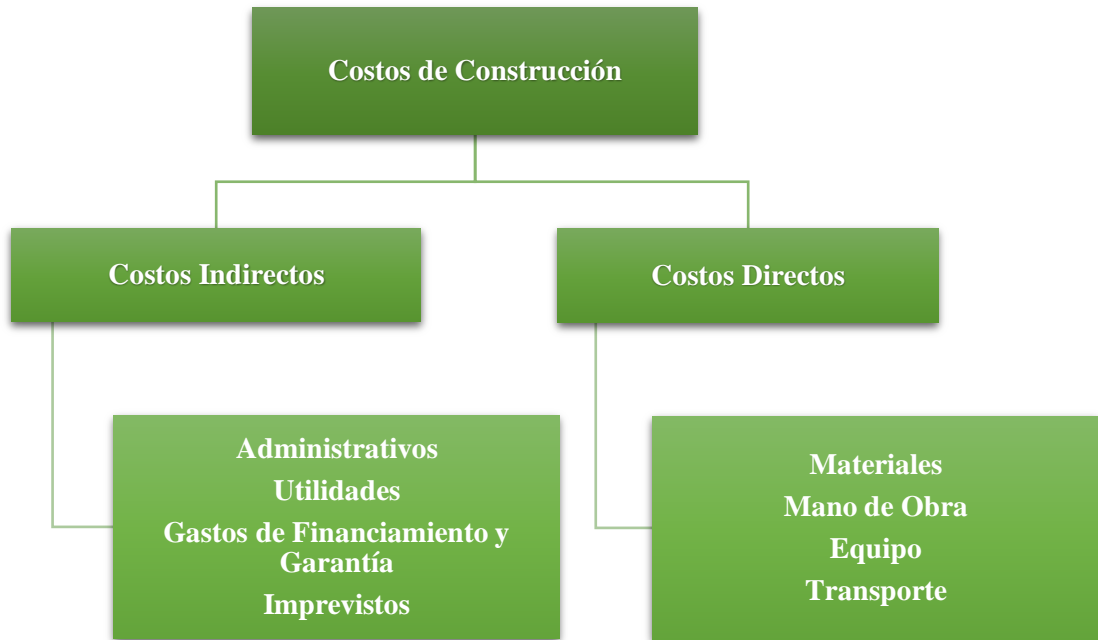 Costos de Construcción
Costos Indirectos
Costos Directos
Administrativos
Utilidades
Gastos de Financiamiento y
Garantía
Imprevistos
Materiales
Mano de Obra
Equipo
Transporte